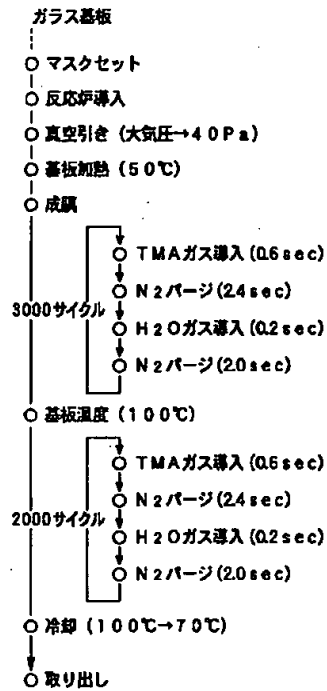 ガラス基板
マスクセット
反応炉導入
真空引き (大気圧→40Pa)
基板加熱 (50℃)
成膜
TMAガス導入 (0.6sec)
N2パージ (2.4sec)
3000サイクル
H2Oガス導入 (0.2sec)
N2パージ (2.0sec)
基板温度 (100℃)
TMAガス導入 (0.6sec)
N2パージ (2.4sec)
2000サイクル
H2Oガス導入 (0.2sec)
N2パージ (2.0sec)
冷却 (100℃→70℃)
取り出し